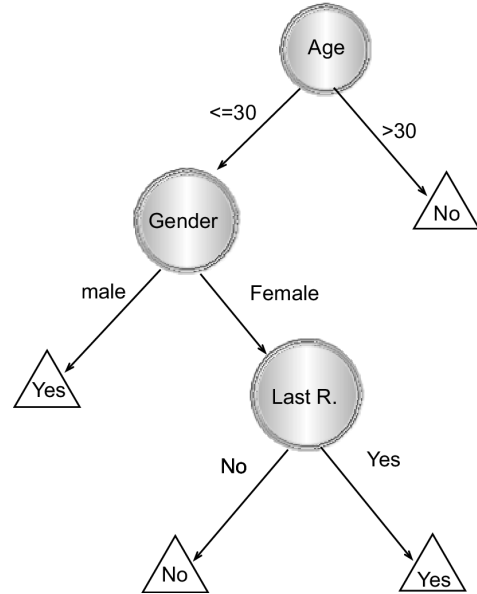 Age
<=30
>30
Gender
No
male
Female
Yes
Last R.
No
Yes
No
Yes